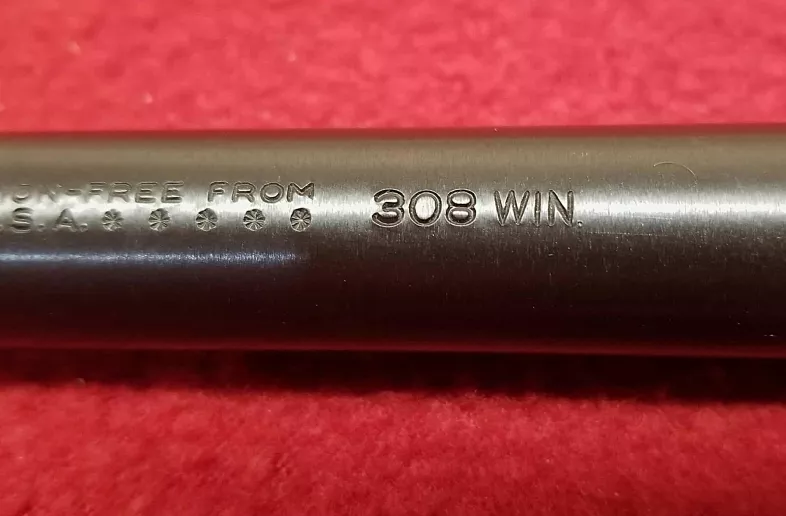 ON-FREE FROM
.S.A. * * * * *
308 WIN.